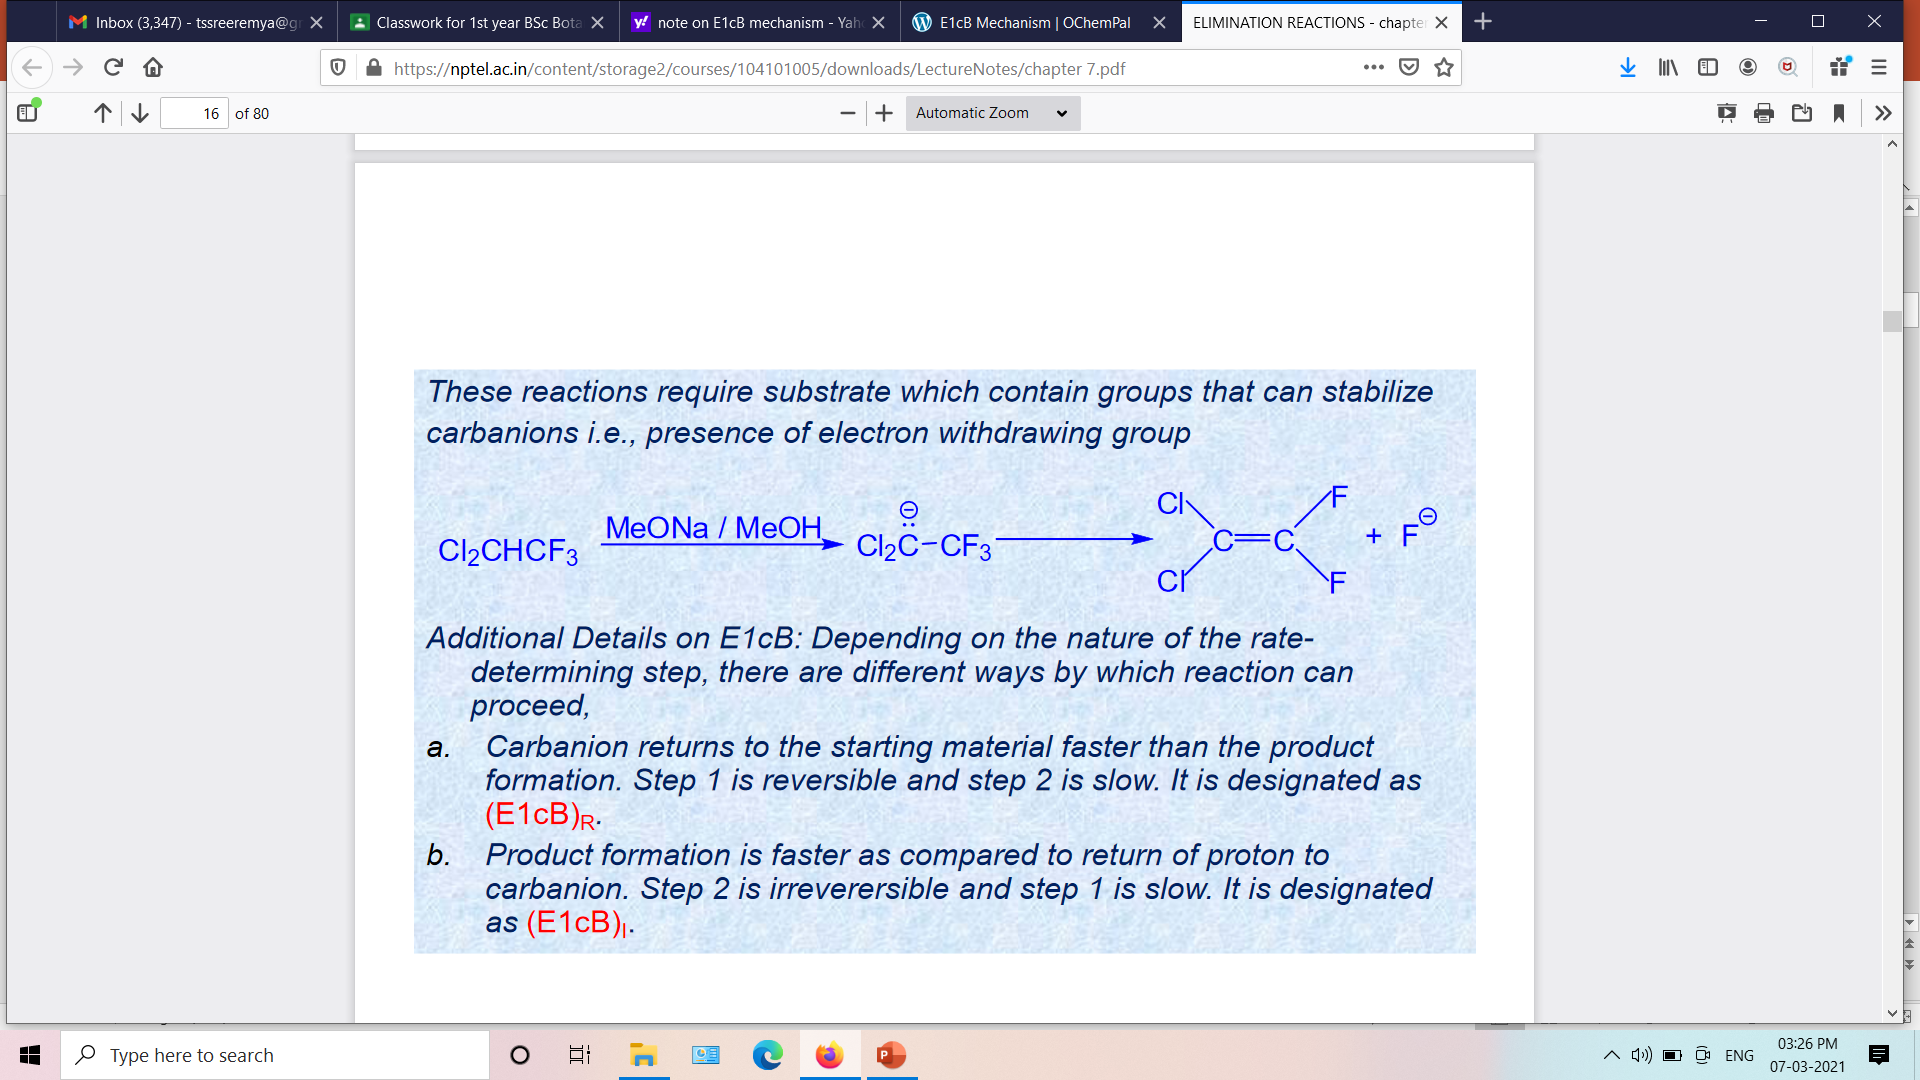 Inbox (3,347) - tssreeremya@g
Classwork for 1st year BSc Bota
note on E1cB mechanism - Yah
E1cB Mechanism | OChemPal
ELIMINATION REACTIONS - chapte
https://nptel.ac.in/content/storage2/courses/104101005/downloads/LectureNotes/chapter 7.pdf
16 of 80
Automatic Zoom
These reactions require substrate which contain groups that can stabilize
carbanions i.e., presence of electron withdrawing group
Cl₂CHCF₃ MeONa / MeOH Cl₂C̈⊖-CF₃ Cl Cl C=C F F + F⊖
Additional Details on E1cB: Depending on the nature of the rate-
determining step, there are different ways by which reaction can
proceed,
a. Carbanion returns to the starting material faster than the product
formation. Step 1 is reversible and step 2 is slow. It is designated as
(E1cB)R.
b. Product formation is faster as compared to return of proton to
carbanion. Step 2 is irreverersible and step 1 is slow. It is designated
as (E1cB)I.
Type here to search
ENG
03:26 PM
07-03-2021